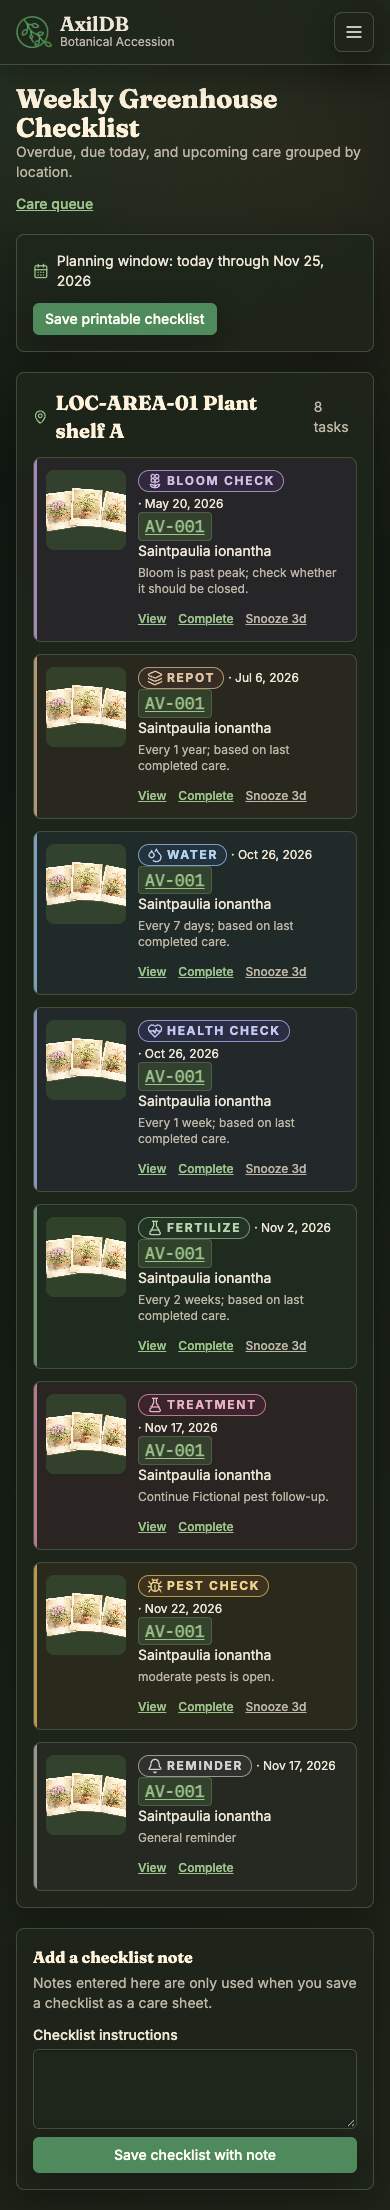 AxilDB
Botanical Accession
Weekly Greenhouse
Checklist
Overdue, due today, and upcoming care grouped by
location.
Care queue
Planning window: today through Nov 25,
2026
Save printable checklist
LOC-AREA-01 Plant
shelf A
8
tasks
BLOOM CHECK
· May 20, 2026
AV-001
Saintpaulia ionantha
Bloom is past peak; check whether
it should be closed.
View Complete Snooze 3d
REPOT · Jul 6, 2026
AV-001
Saintpaulia ionantha
Every 1 year; based on last
completed care.
View Complete Snooze 3d
WATER · Oct 26, 2026
AV-001
Saintpaulia ionantha
Every 7 days; based on last
completed care.
View Complete Snooze 3d
HEALTH CHECK
· Oct 26, 2026
AV-001
Saintpaulia ionantha
Every 1 week; based on last
completed care.
View Complete Snooze 3d
FERTILIZE · Nov 2, 2026
AV-001
Saintpaulia ionantha
Every 2 weeks; based on last
completed care.
View Complete Snooze 3d
TREATMENT
· Nov 17, 2026
AV-001
Saintpaulia ionantha
Continue Fictional pest follow-up.
View Complete
PEST CHECK
· Nov 22, 2026
AV-001
Saintpaulia ionantha
moderate pests is open.
View Complete Snooze 3d
REMINDER · Nov 17, 2026
AV-001
Saintpaulia ionantha
General reminder
View Complete
Add a checklist note
Notes entered here are only used when you save
a checklist as a care sheet.
Checklist instructions
Save checklist with note